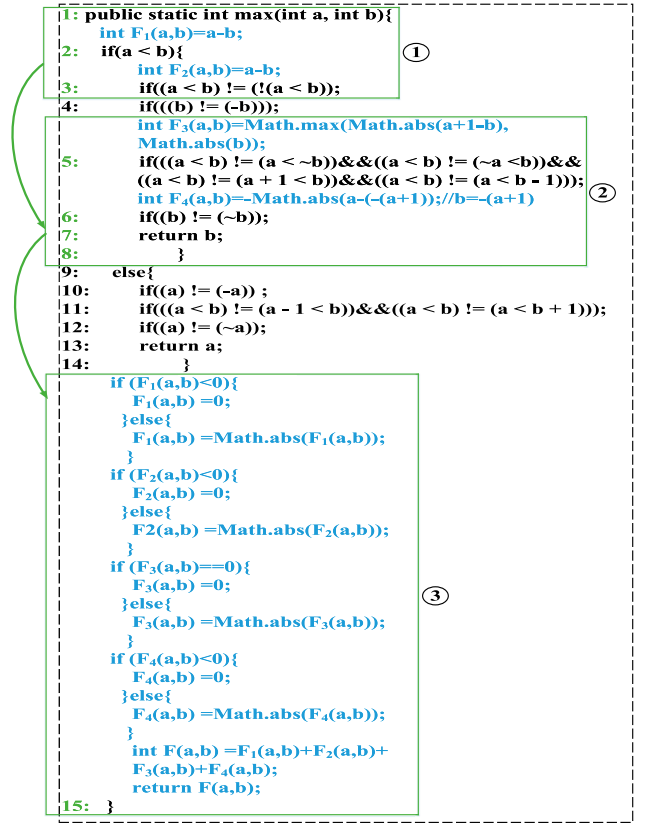 1: public static int max(int a, int b){
int F₁(a,b)=a-b;
2: if(a < b){
①
int F₂(a,b)=a-b;
3: if((a < b) != (!(a < b));
4: if(((b) != (-b)));
int F₃(a,b)=Math.max(Math.abs(a+1-b),
Math.abs(b));
5: if(((a < b) != (a < ~b))&&((a < b) != (~a <b))&&
((a < b) != (a + 1 < b))&&((a < b) != (a < b - 1)));
②
int F₄(a,b)=-Math.abs(a-(-(a+1));//b=-(a+1)
6: if((b) != (~b));
7: return b;
8: }
9: else{
10: if((a) != (-a)) ;
11: if(((a < b) != (a - 1 < b))&&((a < b) != (a < b + 1)));
12: if((a) != (~a));
13: return a;
14: }
if (F₁(a,b)<0){
F₁(a,b) =0;
}else{
F₁(a,b) =Math.abs(F₁(a,b));
}
if (F₂(a,b)<0){
F₂(a,b) =0;
}else{
F2(a,b) =Math.abs(F₂(a,b));
}
if (F₃(a,b)==0){
F₃(a,b) =0;
③
}else{
F₃(a,b) =Math.abs(F₃(a,b));
}
if (F₄(a,b)<0){
F₄(a,b) =0;
}else{
F₄(a,b) =Math.abs(F₄(a,b));
}
int F(a,b) =F₁(a,b)+F₂(a,b)+
F₃(a,b)+F₄(a,b);
return F(a,b);
15: }